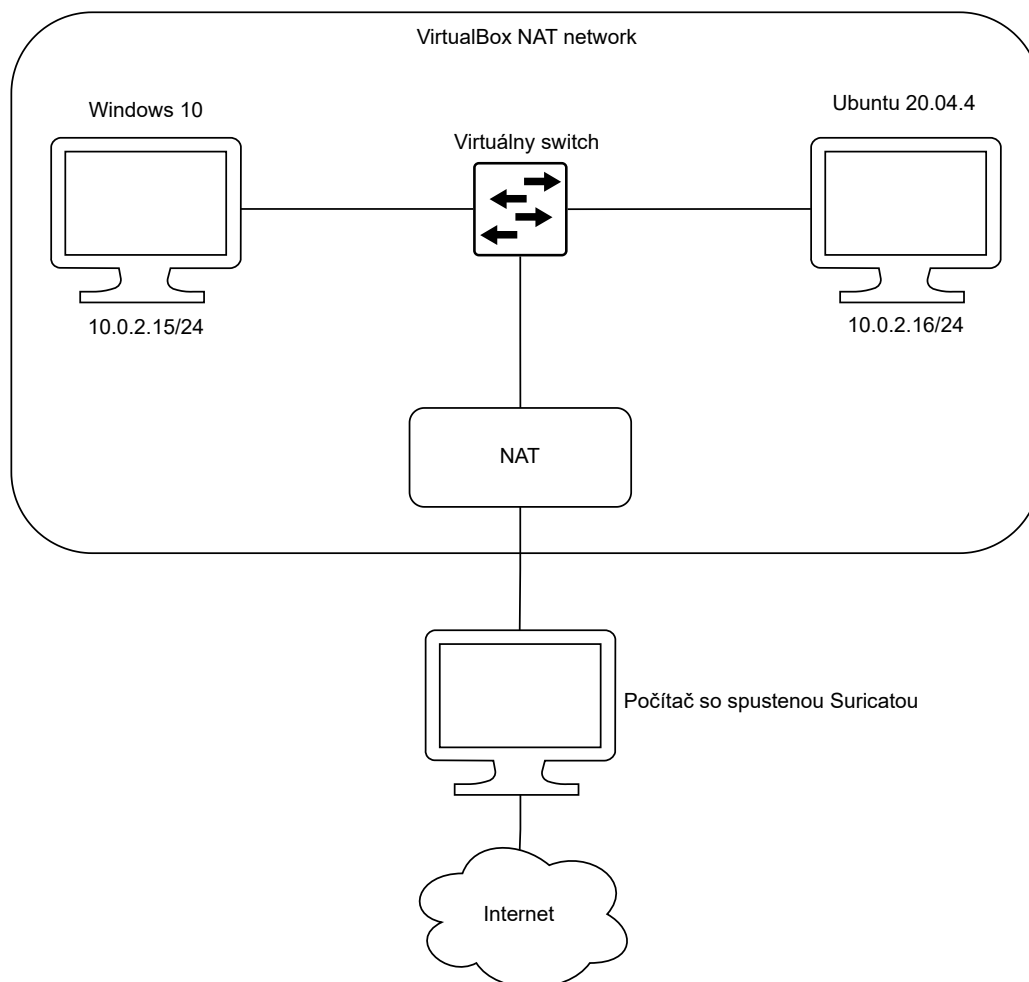 VirtualBox NAT network
Windows 10
Ubuntu 20.04.4
Virtuálny switch
10.0.2.15/24
10.0.2.16/24
NAT
Počítač so spustenou Suricatou
Internet